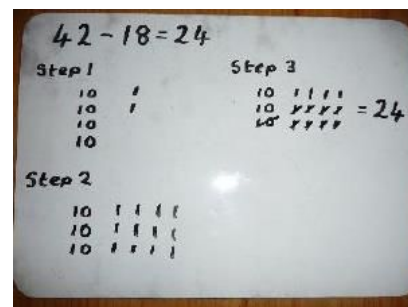 42 - 18 = 24
Step 1
10 ı
10 ı
10
10
Step 2
10 ı ı ı ı
10 ı ı ı ı
10 ı ı ı ı
Step 3
10 ı ı ı ı
10 x x x x = 24
10 x x x x